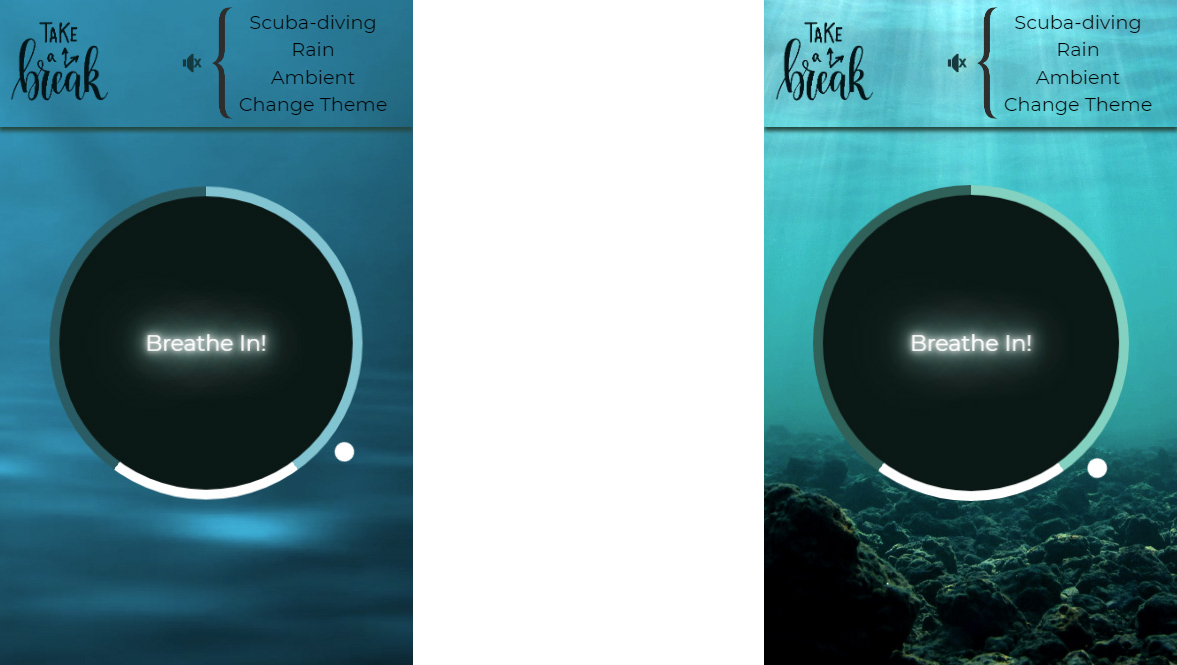 TAKE
a
break
Scuba-diving
Rain
Ambient
Change Theme
Breathe In!
TAKE
a
break
Scuba-diving
Rain
Ambient
Change Theme
Breathe In!